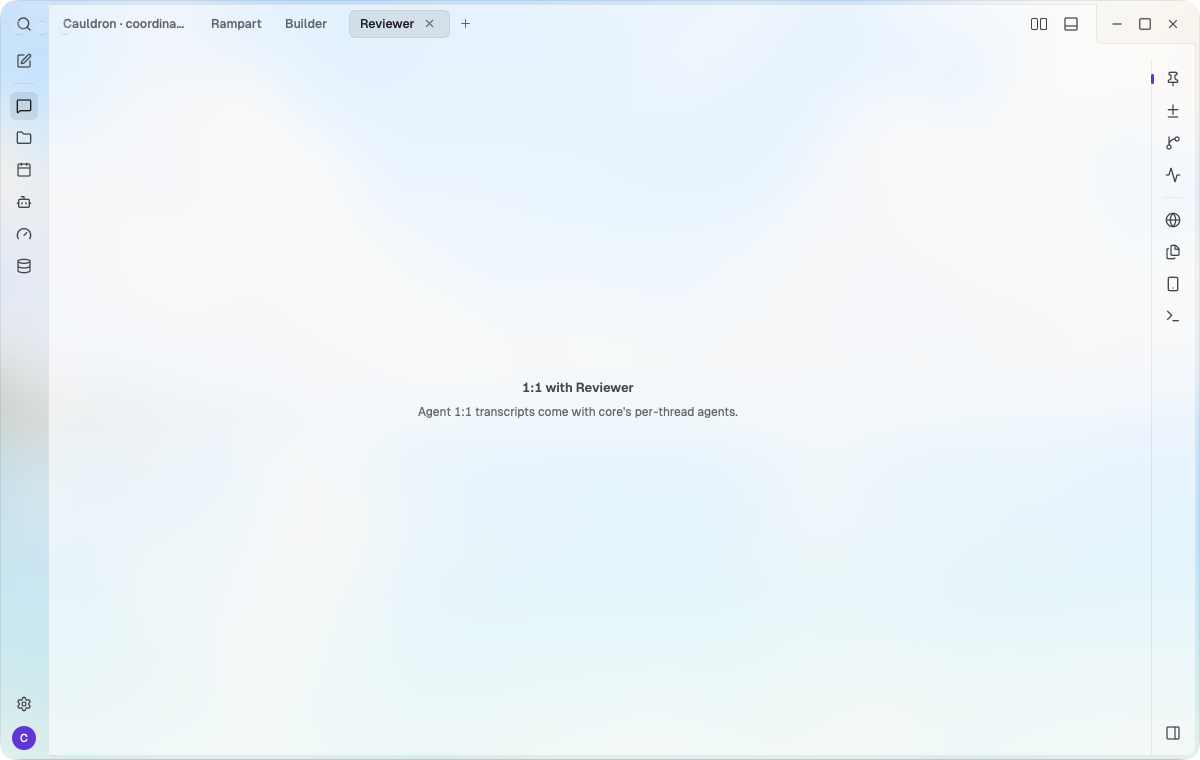 Cauldron · coordina...
Rampart
Builder
Reviewer
1:1 with Reviewer
Agent 1:1 transcripts come with core's per-thread agents.
C